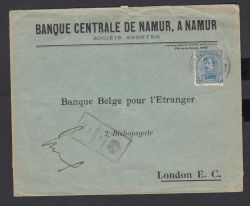 BANQUE CENTRALE DE NAMUR, A NAMUR
SOCIÉTÉ ANONYME
Banque Belge pour l'Etranger
2, Bishopsgate
London E. C.